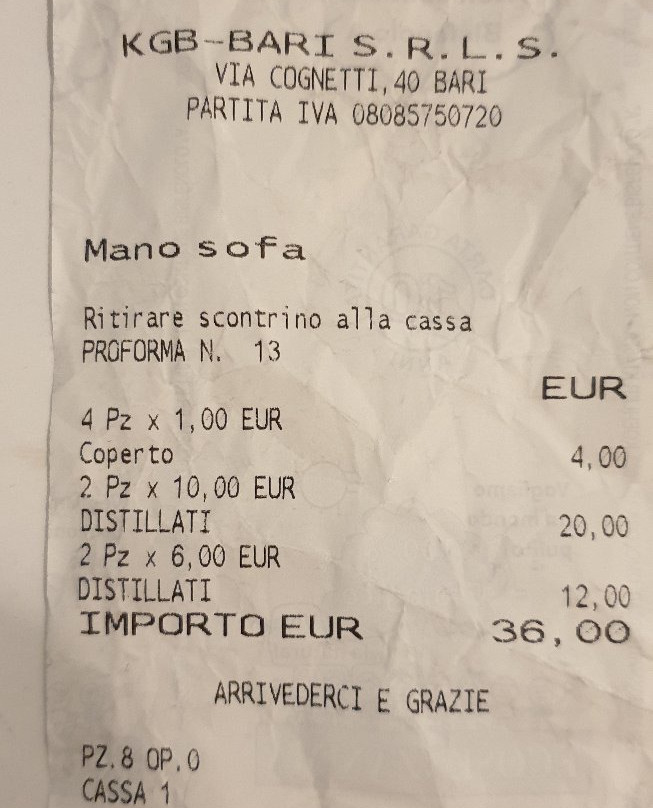 KGB-BARI S.R.L.S.
VIA COGNETTI,40 BARI
PARTITA IVA 08085750720
Mano sofa
Ritirare scontrino alla cassa
PROFORMA N. 13
EUR
4 Pz x 1,00 EUR
Coperto 4,00
2 Pz x 10,00 EUR
DISTILLATI 20,00
2 Pz x 6,00 EUR
DISTILLATI 12,00
IMPORTO EUR 36,00
ARRIVEDERCI E GRAZIE
PZ.8 OP.0
CASSA 1